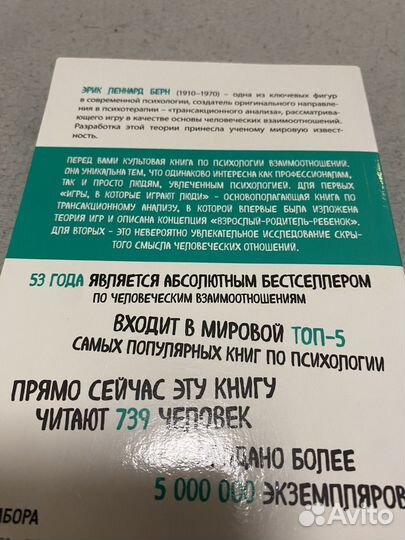 ЭРИК ЛЕННАРД БЕРН (1910–1970) – одна из ключевых фигур
в современной психологии, создатель оригинального направле-
ния в психотерапии – «трансакционного анализа», рассматрива-
ющего игру в качестве основы человеческих взаимоотношений.
Разработка этой теории принесла ученому мировую извест-
ность.
ПЕРЕД ВАМИ КУЛЬТОВАЯ КНИГА ПО ПСИХОЛОГИИ ВЗАИМООТНОШЕНИЙ.
ОНА УНИКАЛЬНА ТЕМ, ЧТО ОДИНАКОВО ИНТЕРЕСНА КАК ПРОФЕССИОНАЛАМ,
ТАК И ПРОСТО ЛЮДЯМ, УВЛЕЧЕННЫМ ПСИХОЛОГИЕЙ. ДЛЯ ПЕРВЫХ
«ИГРЫ, В КОТОРЫЕ ИГРАЮТ ЛЮДИ» - ОСНОВОПОЛАГАЮЩАЯ КНИГА ПО
ТРАНСАКЦИОННОМУ АНАЛИЗУ, В КОТОРОЙ ВПЕРВЫЕ БЫЛА ИЗЛОЖЕНА
ТЕОРИЯ ИГР И ОПИСАНА КОНЦЕПЦИЯ «ВЗРОСЛЫЙ-РОДИТЕЛЬ-РЕБЕНОК».
ДЛЯ ВТОРЫХ - ЭТО НЕВЕРОЯТНО УВЛЕКАТЕЛЬНОЕ ИССЛЕДОВАНИЕ СКРЫ-
ТОГО СМЫСЛА ЧЕЛОВЕЧЕСКИХ ОТНОШЕНИЙ.
53 ГОДА ЯВЛЯЕТСЯ АБСОЛЮТНЫМ БЕСТСЕЛЛЕРОМ
ПО ЧЕЛОВЕЧЕСКИМ ВЗАИМООТНОШЕНИЯМ
ВХОДИТ В МИРОВОЙ ТОП-5
САМЫХ ПОПУЛЯРНЫХ КНИГ ПО ПСИХОЛОГИИ
ПРЯМО СЕЙЧАС ЭТУ КНИГУ
ЧИТАЮТ 739 ЧЕЛОВЕК
ДАНО БОЛЕЕ
5 000 000 ЭКЗЕМПЛЯРОВ
ЫБОРА
Avito